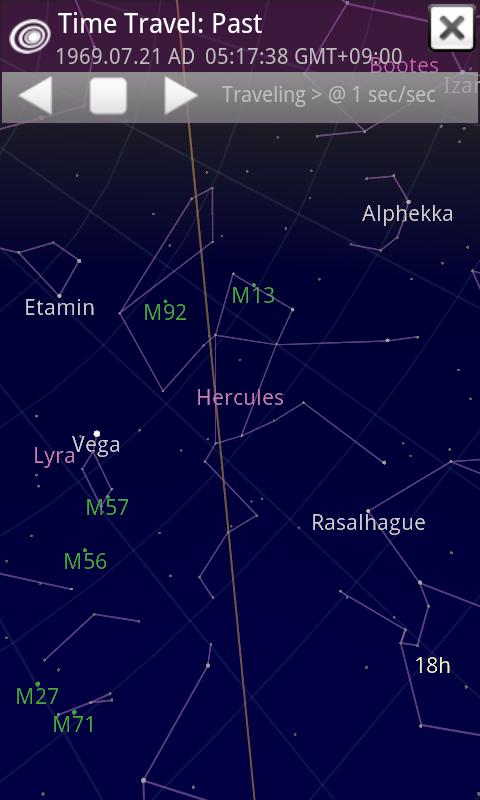 Time Travel: Past
1969.07.21 AD 05:17:38 GMT+09:00
Bootes
Izar
Traveling > @ 1 sec/sec
Alphekka
M13
Etamin
M92
Hercules
Vega
Lyra
M57
Rasalhague
M56
18h
M27
M71